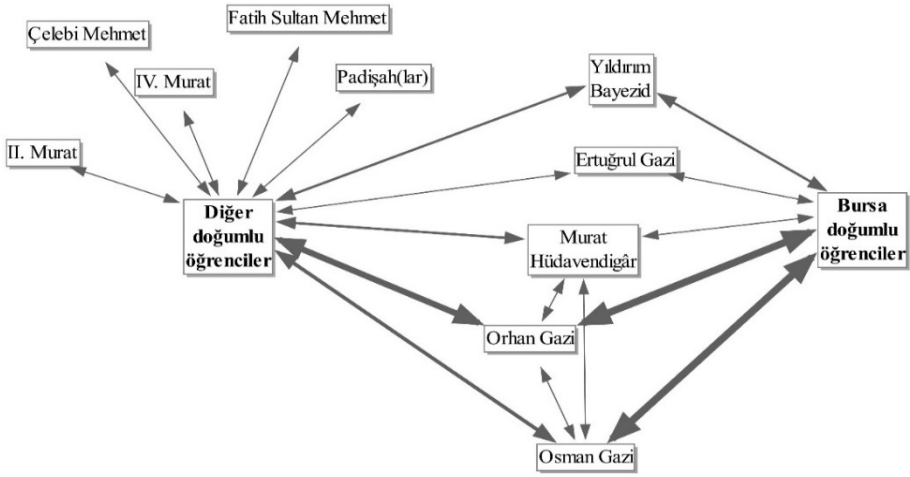 Fatih Sultan Mehmet
Çelebi Mehmet
IV. Murat
Padişah(lar)
Yıldırım
Bayezid
II. Murat
Ertuğrul Gazi
Diğer
doğumlu
öğrenciler
Bursa
doğumlu
öğrenciler
Murat
Hüdavendigâr
Orhan Gazi
Osman Gazi